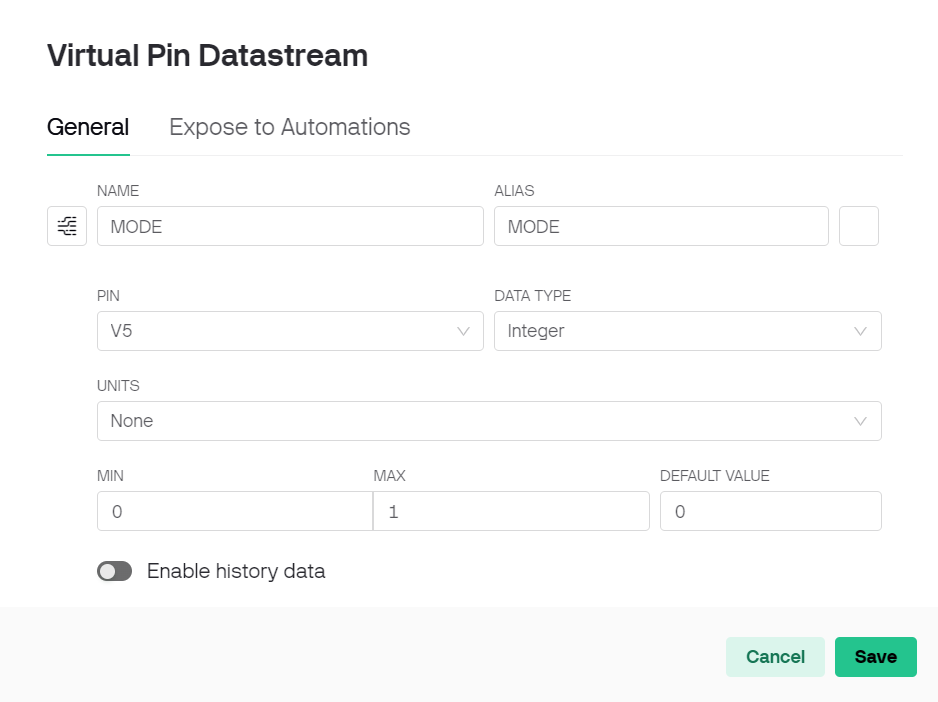 Virtual Pin Datastream
General Expose to Automations
NAME ALIAS
MODE MODE
PIN DATA TYPE
V5 Integer
UNITS
None
MIN MAX DEFAULT VALUE
0 1 0
Enable history data
Cancel Save